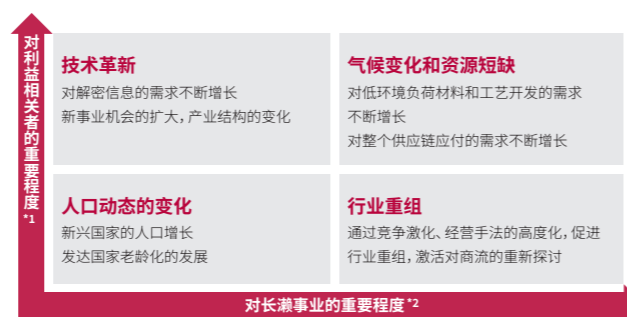 对利益相关者的重要程度
*1
技术革新
对解密信息的需求不断增长
新事业机会的扩大，产业结构的变化
气候变化和资源短缺
对低环境负荷材料和工艺开发的需求
不断增长
对整个供应链应付的需求不断增长
人口动态的变化
新兴国家的人口增长
发达国家老龄化的发展
行业重组
通过竞争激化、经营手法的高度化，促进
行业重组，激活对商流的重新探讨
对长濑事业的重要程度*2